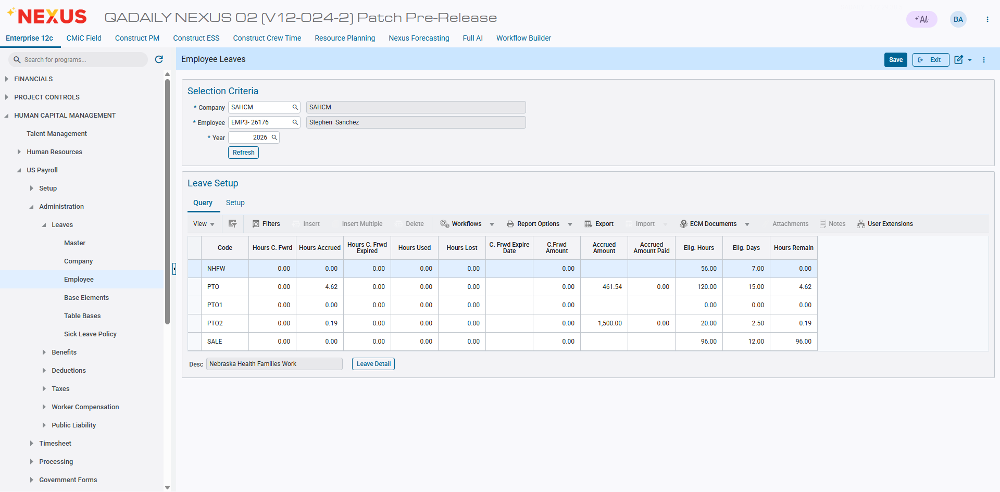 NEXUS
QADAILY NEXUS 02 (V12-024-2) Patch Pre-Release
AI
BA
Enterprise 12c
CMiC Field
Construct PM
Construct ESS
Construct Crew Time
Resource Planning
Nexus Forecasting
Full AI
Workflow Builder
Search for programs...
FINANCIALS
PROJECT CONTROLS
HUMAN CAPITAL MANAGEMENT
Talent Management
Human Resources
US Payroll
Setup
Administration
Leaves
Master
Company
Employee
Base Elements
Table Bases
Sick Leave Policy
Benefits
Deductions
Taxes
Worker Compensation
Public Liability
Timesheet
Processing
Government Forms
Employee Leaves
Save
Exit
Selection Criteria
* Company SAHCM SAHCM
* Employee EMP3- 26176 Stephen Sanchez
* Year 2026
Refresh
Leave Setup
Query Setup
View Filters Insert Insert Multiple Delete Workflows Report Options Export Import ECM Documents Attachments Notes User Extensions
Code Hours C. Fwrd Hours Accrued Hours C. Frwd Expired Hours Used Hours Lost C. Frwd Expire Date C.Frwd Amount Accrued Amount Accrued Amount Paid Elig. Hours Elig. Days Hours Remain
NHFW 0.00 0.00 0.00 0.00 0.00 0.00 56.00 7.00 0.00
PTO 0.00 4.62 0.00 0.00 0.00 0.00 461.54 0.00 120.00 15.00 4.62
PTO1 0.00 0.00 0.00 0.00 0.00 0.00 0.00 0.00 0.00
PTO2 0.00 0.19 0.00 0.00 0.00 0.00 1,500.00 0.00 20.00 2.50 0.19
SALE 0.00 0.00 0.00 0.00 0.00 0.00 96.00 12.00 96.00
Desc Nebraska Health Families Work Leave Detail